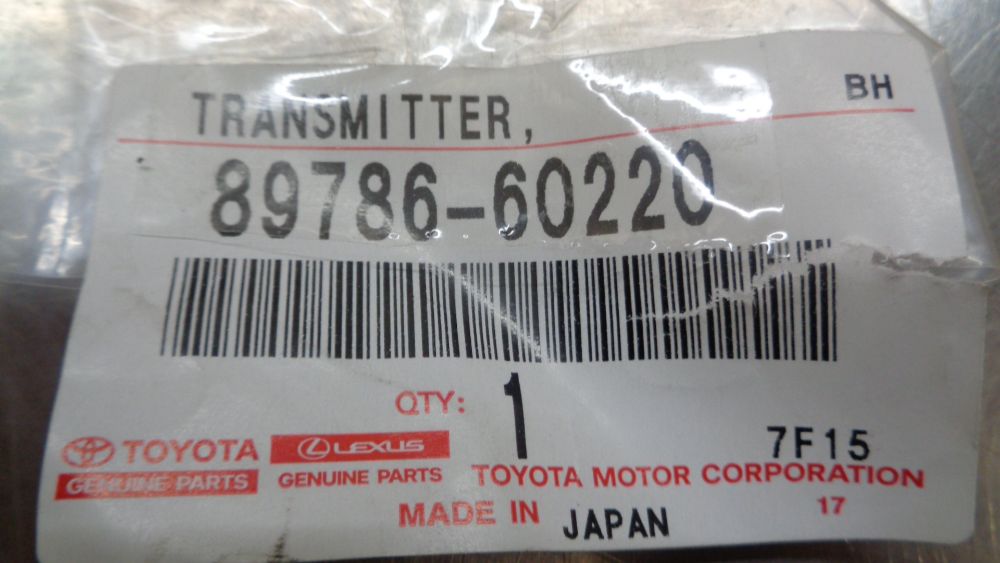 BH
TRANSMITTER,
89786-60220
QTY: 1
7F15
TOYOTA
LEXUS
GENUINE PARTS
GENUINE PARTS
TOYOTA MOTOR CORPORATION
17
MADE IN JAPAN